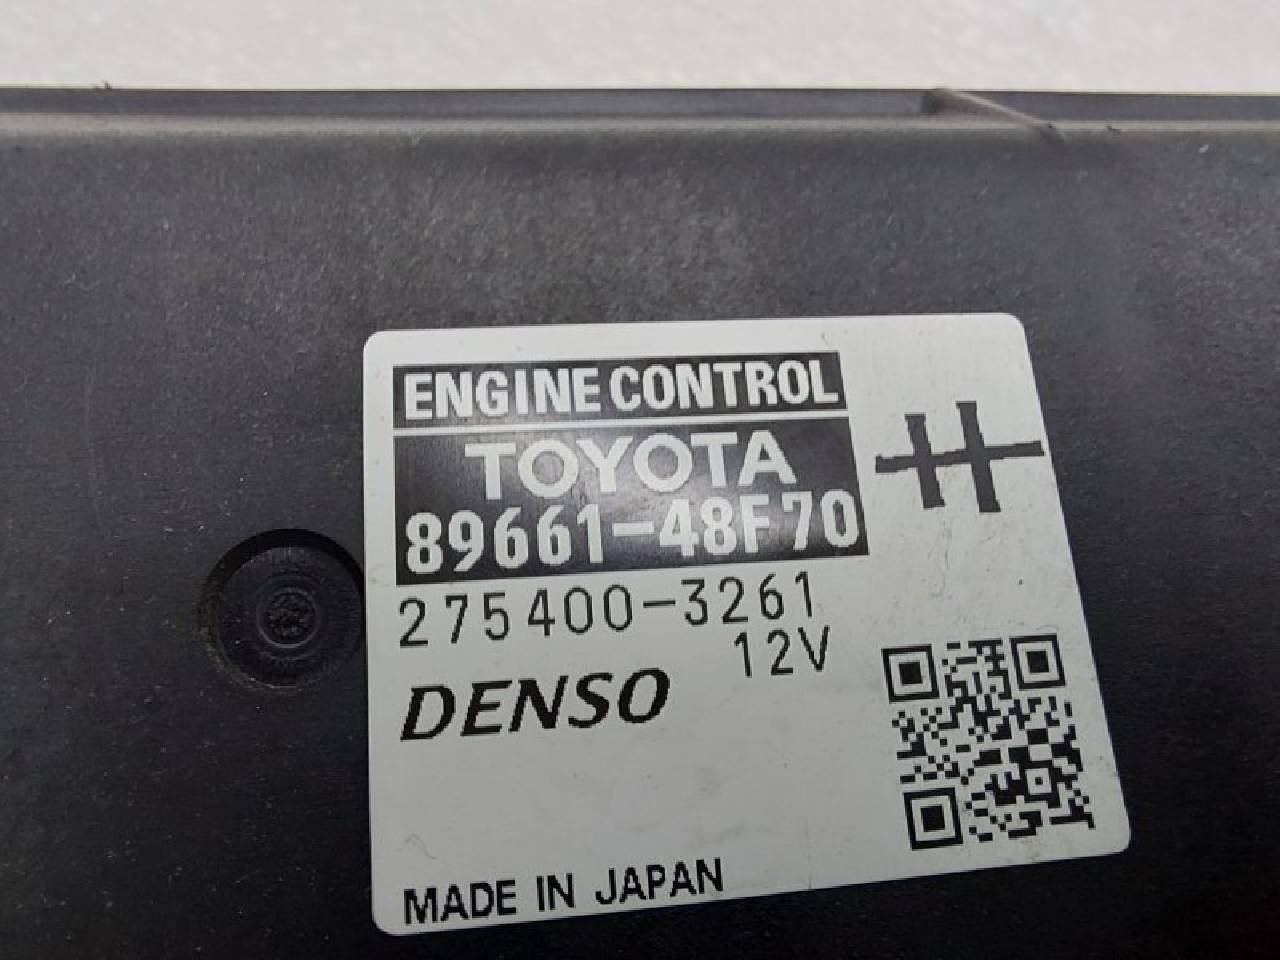 ENGINE CONTROL
TOYOTA
89661-48F70
275400-3261
12V
DENSO
MADE IN JAPAN